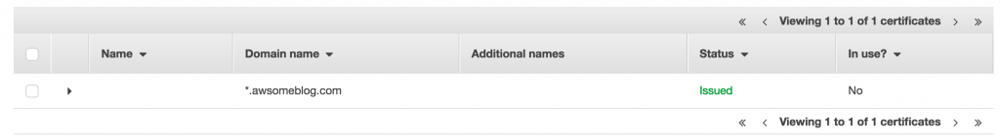 « ‹ Viewing 1 to 1 of 1 certificates › »
Name Domain name Additional names Status In use?
*.awsomeblog.com Issued No
« ‹ Viewing 1 to 1 of 1 certificates › »